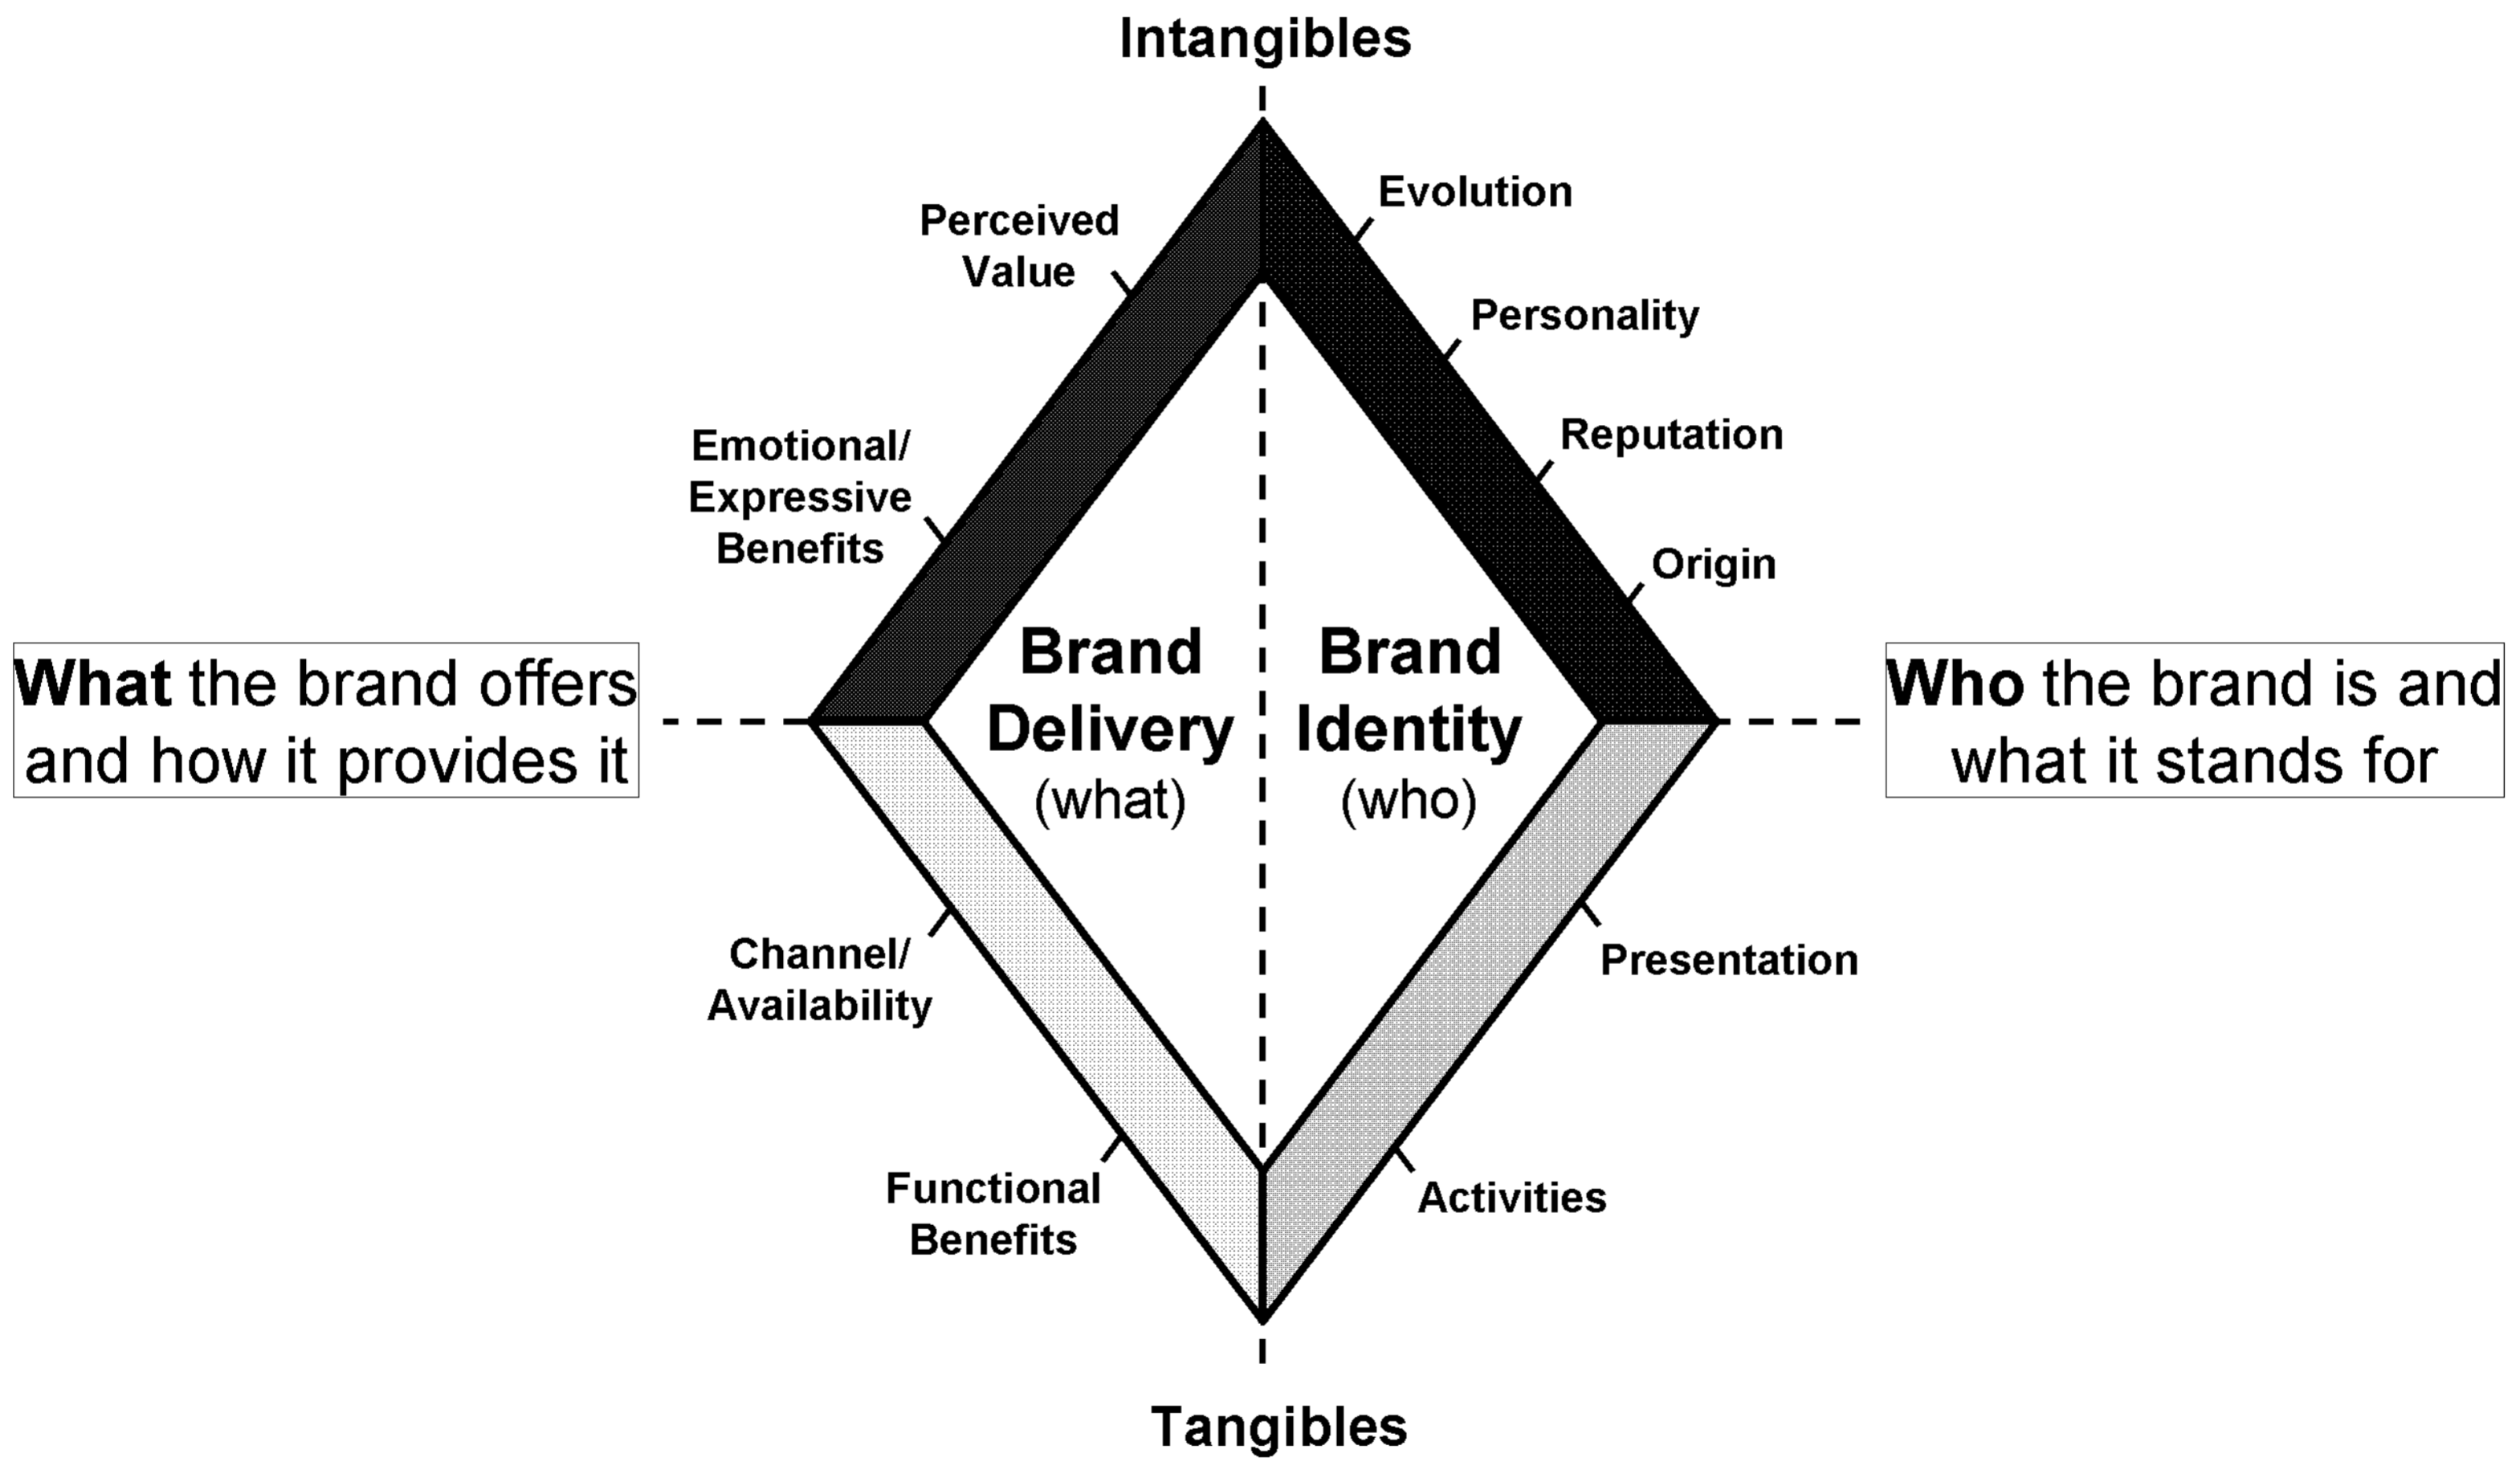 Intangibles
Evolution
Perceived
Value
Personality
Reputation
Emotional/
Expressive
Benefits
Origin
What the brand offers
and how it provides it
Brand
Delivery
(what)
Brand
Identity
(who)
Who the brand is and
what it stands for
Channel/
Availability
Presentation
Functional
Benefits
Activities
Tangibles